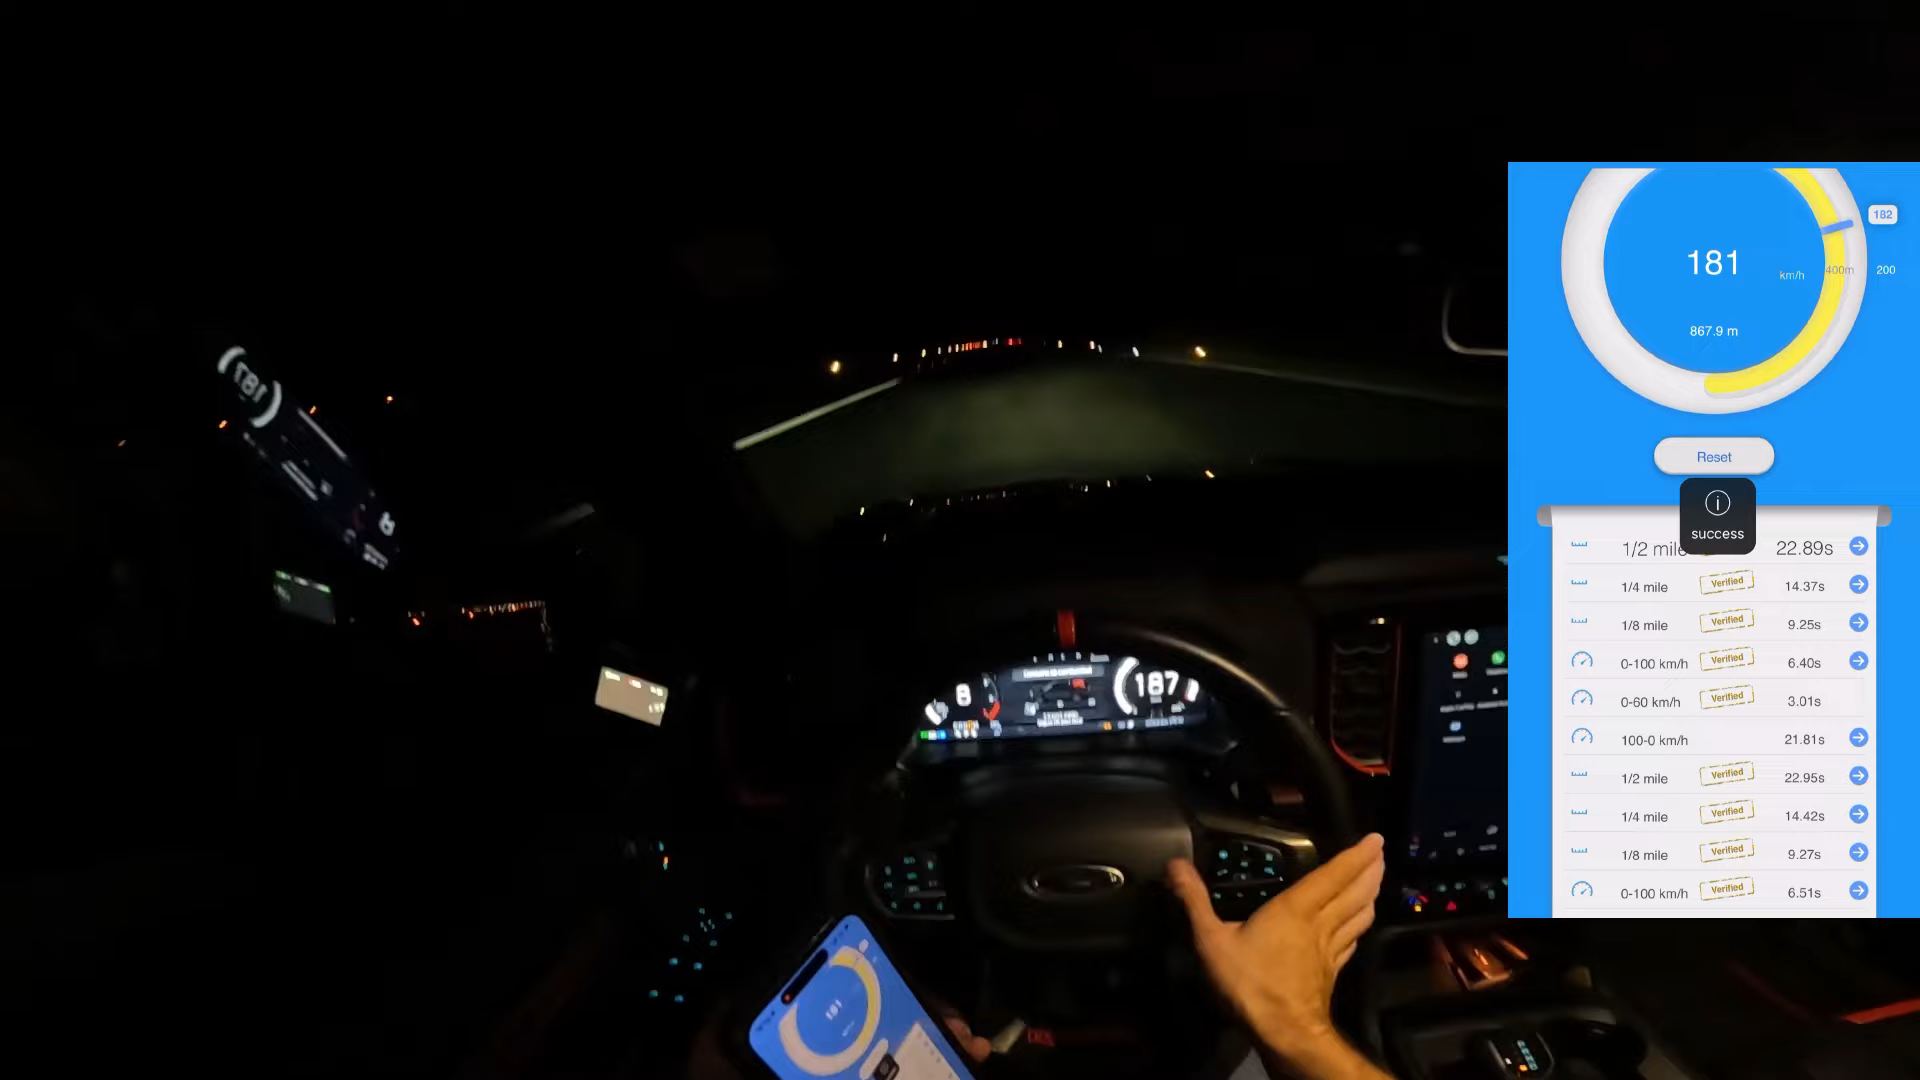 182
181
km/h
400m
200
867.9 m
Reset
success
1/2 mile 22.89s
1/4 mile Verified 14.37s
1/8 mile Verified 9.25s
0-100 km/h Verified 6.40s
0-60 km/h Verified 3.01s
100-0 km/h 21.81s
1/2 mile Verified 22.95s
1/4 mile Verified 14.42s
1/8 mile Verified 9.27s
0-100 km/h Verified 6.51s
8
187
181